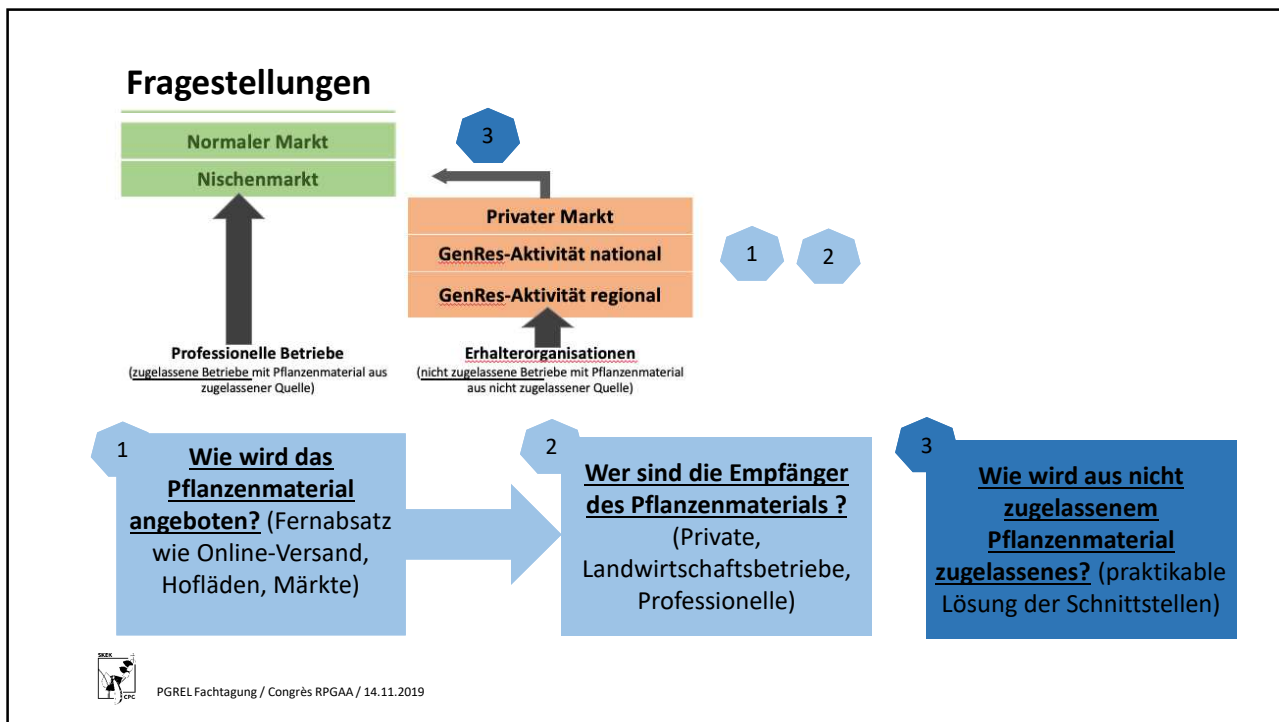 Fragestellungen
Normaler Markt
Nischenmarkt
3
Privater Markt
GenRes-Aktivität national
GenRes-Aktivität regional
1
2
Professionelle Betriebe
(zugelassene Betriebe mit Pflanzenmaterial aus
zugelassener Quelle)
Erhalterorganisationen
(nicht zugelassene Betriebe mit Pflanzenmaterial
aus nicht zugelassener Quelle)
1
Wie wird das
Pflanzenmaterial
angeboten? (Fernabsatz
wie Online-Versand,
Hofläden, Märkte)
2
Wer sind die Empfänger
des Pflanzenmaterials ?
(Private,
Landwirtschaftsbetriebe,
Professionelle)
3
Wie wird aus nicht
zugelassenem
Pflanzenmaterial
zugelassenes? (praktikable
Lösung der Schnittstellen)
SKEK
CPC
PGREL Fachtagung / Congrès RPGAA / 14.11.2019